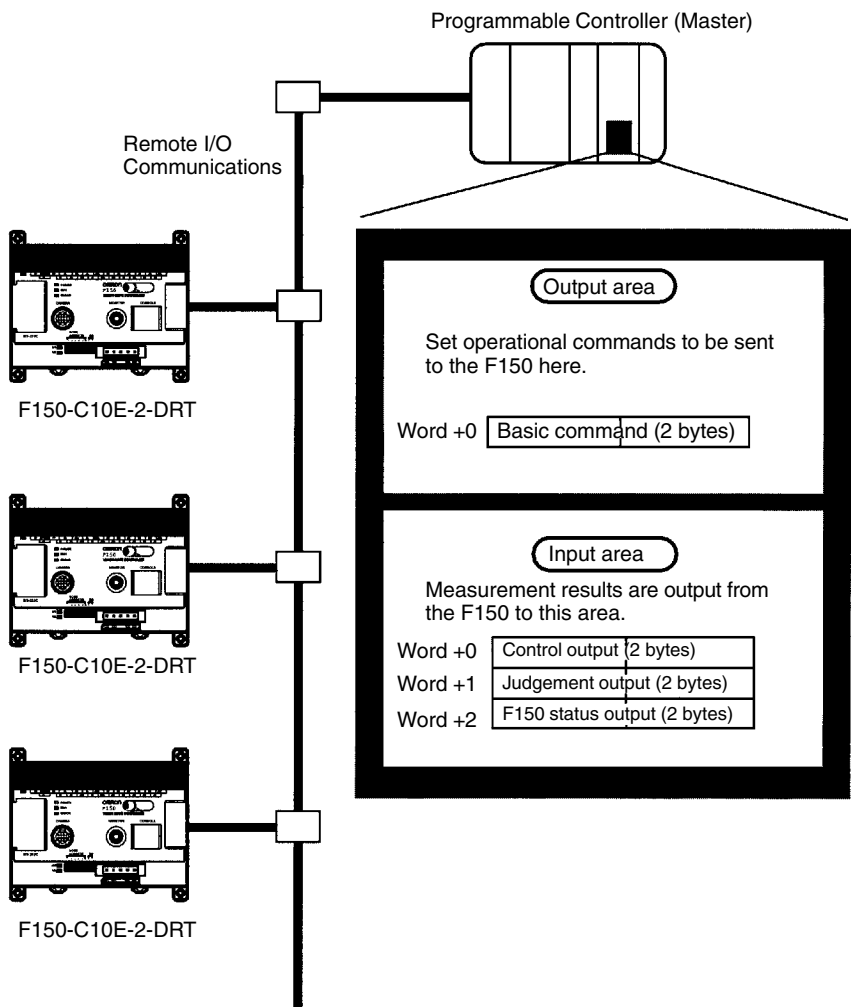 Programmable Controller (Master)
Remote I/O
Communications
F150-C10E-2-DRT
Output area
Set operational commands to be sent
to the F150 here.
Word +0 Basic command (2 bytes)
F150-C10E-2-DRT
Input area
Measurement results are output from
the F150 to this area.
Word +0 Control output (2 bytes)
Word +1 Judgement output (2 bytes)
Word +2 F150 status output (2 bytes)
F150-C10E-2-DRT